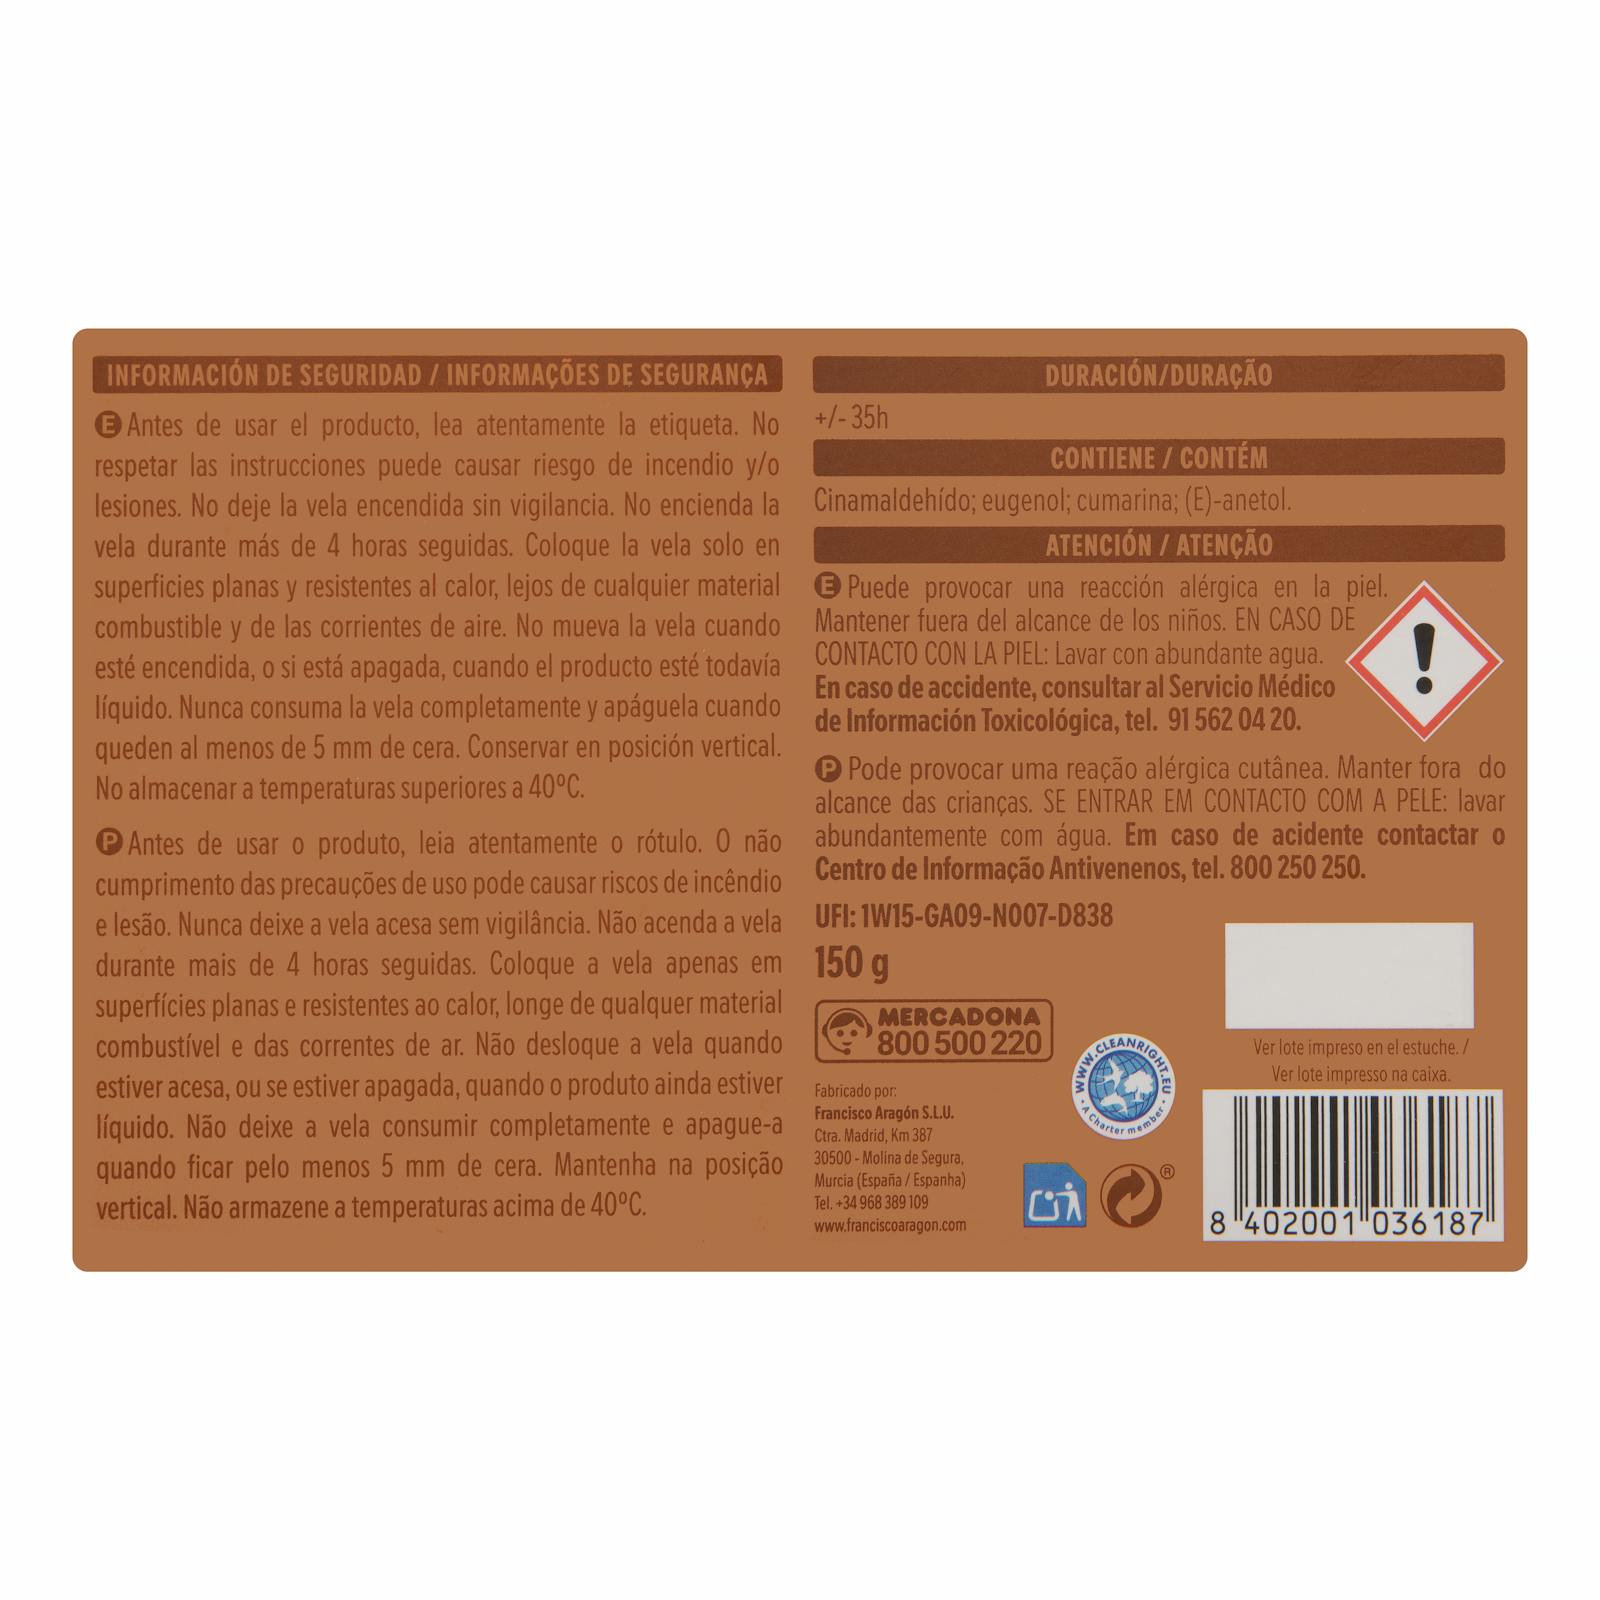 INFORMACIÓN DE SEGURIDAD / INFORMAÇÕES DE SEGURANÇA
E Antes de usar el producto, lea atentamente la etiqueta. No
respetar las instrucciones puede causar riesgo de incendio y/o
lesiones. No deje la vela encendida sin vigilancia. No encienda la
vela durante más de 4 horas seguidas. Coloque la vela solo en
superficies planas y resistentes al calor, lejos de cualquier material
combustible y de las corrientes de aire. No mueva la vela cuando
esté encendida, o si está apagada, cuando el producto esté todavía
líquido. Nunca consuma la vela completamente y apáguela cuando
queden al menos de 5 mm de cera. Conservar en posición vertical.
No almacenar a temperaturas superiores a 40ºC.
P Antes de usar o produto, leia atentamente o rótulo. O não
cumprimento das precauções de uso pode causar riscos de incêndio
e lesão. Nunca deixe a vela acesa sem vigilância. Não acenda a vela
durante mais de 4 horas seguidas. Coloque a vela apenas em
superfícies planas e resistentes ao calor, longe de qualquer material
combustível e das correntes de ar. Não desloque a vela quando
estiver acesa, ou se estiver apagada, quando o produto ainda estiver
líquido. Não deixe a vela consumir completamente e apague-a
quando ficar pelo menos 5 mm de cera. Mantenha na posição
vertical. Não armazene a temperaturas acima de 40ºC.
DURACIÓN/DURAÇÃO
+/- 35h
CONTIENE / CONTÉM
Cinamaldehído; eugenol; cumarina; (E)-anetol.
ATENCIÓN / ATENÇÃO
E Puede provocar una reacción alérgica en la piel.
Mantener fuera del alcance de los niños. EN CASO DE
CONTACTO CON LA PIEL: Lavar con abundante agua.
En caso de accidente, consultar al Servicio Médico
de Información Toxicológica, tel. 91 562 04 20.
P Pode provocar uma reação alérgica cutânea. Manter fora do
alcance das crianças. SE ENTRAR EM CONTACTO COM A PELE: lavar
abundantemente com água. Em caso de acidente contactar o
Centro de Informação Antivenenos, tel. 800 250 250.
UFI: 1W15-GA09-N007-D838
150 g
MERCADONA
800 500 220
Fabricado por:
Francisco Aragón S.L.U.
Ctra. Madrid, Km 387
30500 - Molina de Segura,
Murcia (España / Espanha)
Tel. +34 968 389 109
www.franciscoaragon.com
WWW.CLEANRIGHT.EU
• A Charter member •
®
Ver lote impreso en el estuche. /
Ver lote impresso na caixa.
8 402001 036187